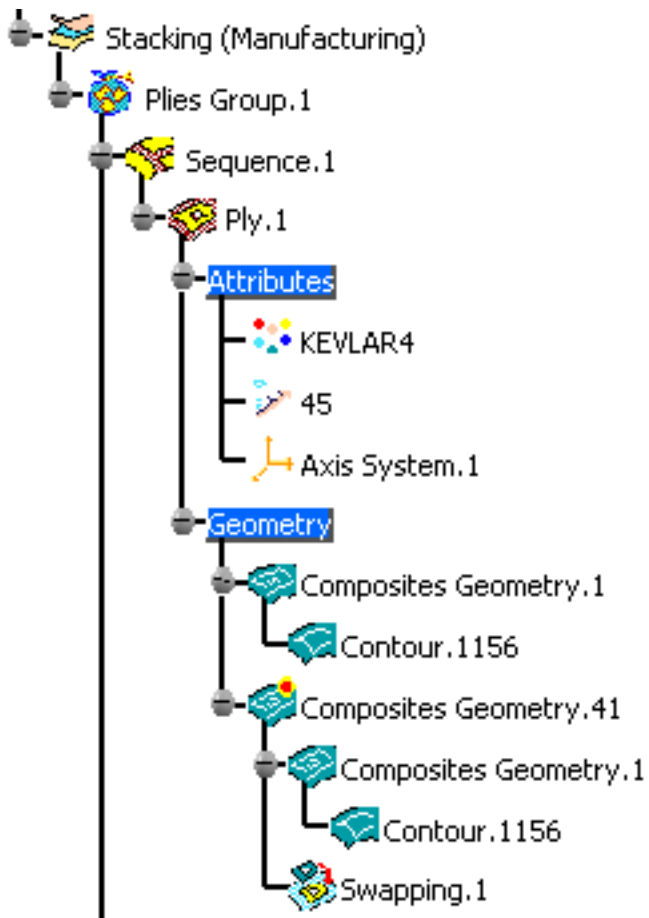 Stacking (Manufacturing)
Plies Group.1
Sequence.1
Ply.1
Attributes
KEVLAR4
45
Axis System.1
Geometry
Composites Geometry.1
Contour.1156
Composites Geometry.41
Composites Geometry.1
Contour.1156
Swapping.1